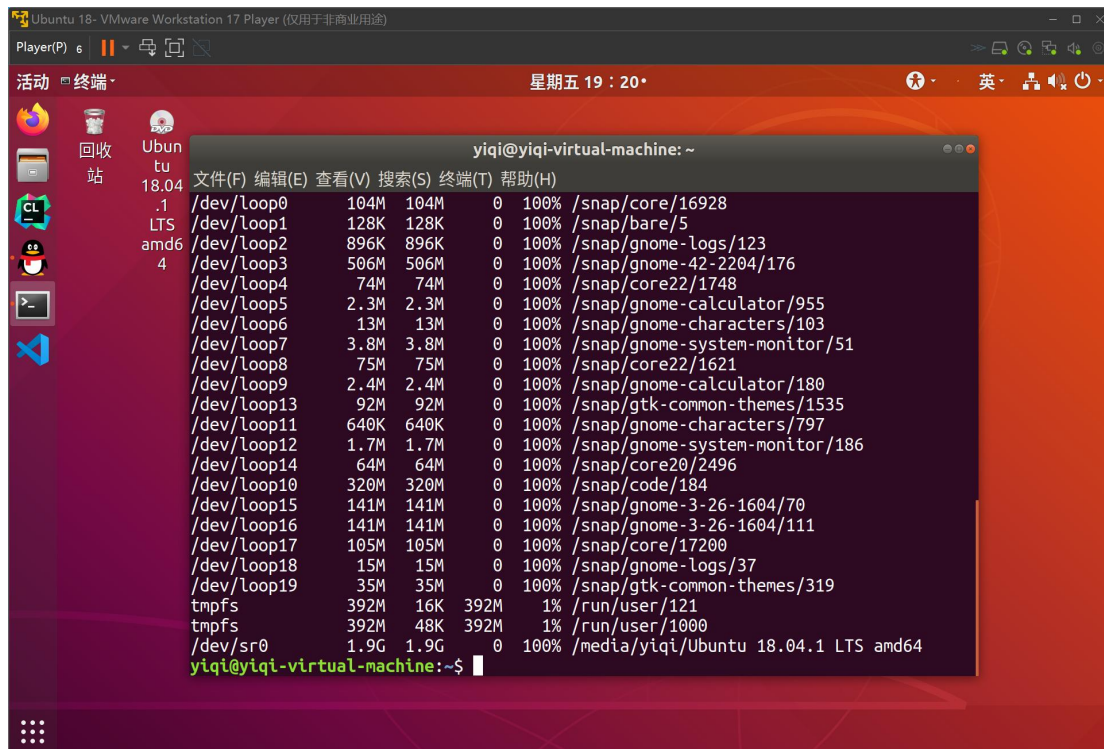 Ubuntu 18- VMware Workstation 17 Player (仅用于非商业用途)
Player(P) 6
活动 终端 星期五 19：20 英
回收站
Ubuntu 18.04.1 LTS amd64
CL
yiqi@yiqi-virtual-machine: ~
文件(F) 编辑(E) 查看(V) 搜索(S) 终端(T) 帮助(H)
/dev/loop0 104M 104M 0 100% /snap/core/16928
/dev/loop1 128K 128K 0 100% /snap/bare/5
/dev/loop2 896K 896K 0 100% /snap/gnome-logs/123
/dev/loop3 506M 506M 0 100% /snap/gnome-42-2204/176
/dev/loop4 74M 74M 0 100% /snap/core22/1748
/dev/loop5 2.3M 2.3M 0 100% /snap/gnome-calculator/955
/dev/loop6 13M 13M 0 100% /snap/gnome-characters/103
/dev/loop7 3.8M 3.8M 0 100% /snap/gnome-system-monitor/51
/dev/loop8 75M 75M 0 100% /snap/core22/1621
/dev/loop9 2.4M 2.4M 0 100% /snap/gnome-calculator/180
/dev/loop13 92M 92M 0 100% /snap/gtk-common-themes/1535
/dev/loop11 640K 640K 0 100% /snap/gnome-characters/797
/dev/loop12 1.7M 1.7M 0 100% /snap/gnome-system-monitor/186
/dev/loop14 64M 64M 0 100% /snap/core20/2496
/dev/loop10 320M 320M 0 100% /snap/code/184
/dev/loop15 141M 141M 0 100% /snap/gnome-3-26-1604/70
/dev/loop16 141M 141M 0 100% /snap/gnome-3-26-1604/111
/dev/loop17 105M 105M 0 100% /snap/core/17200
/dev/loop18 15M 15M 0 100% /snap/gnome-logs/37
/dev/loop19 35M 35M 0 100% /snap/gtk-common-themes/319
tmpfs 392M 16K 392M 1% /run/user/121
tmpfs 392M 48K 392M 1% /run/user/1000
/dev/sr0 1.9G 1.9G 0 100% /media/yiqi/Ubuntu 18.04.1 LTS amd64
yiqi@yiqi-virtual-machine:~$